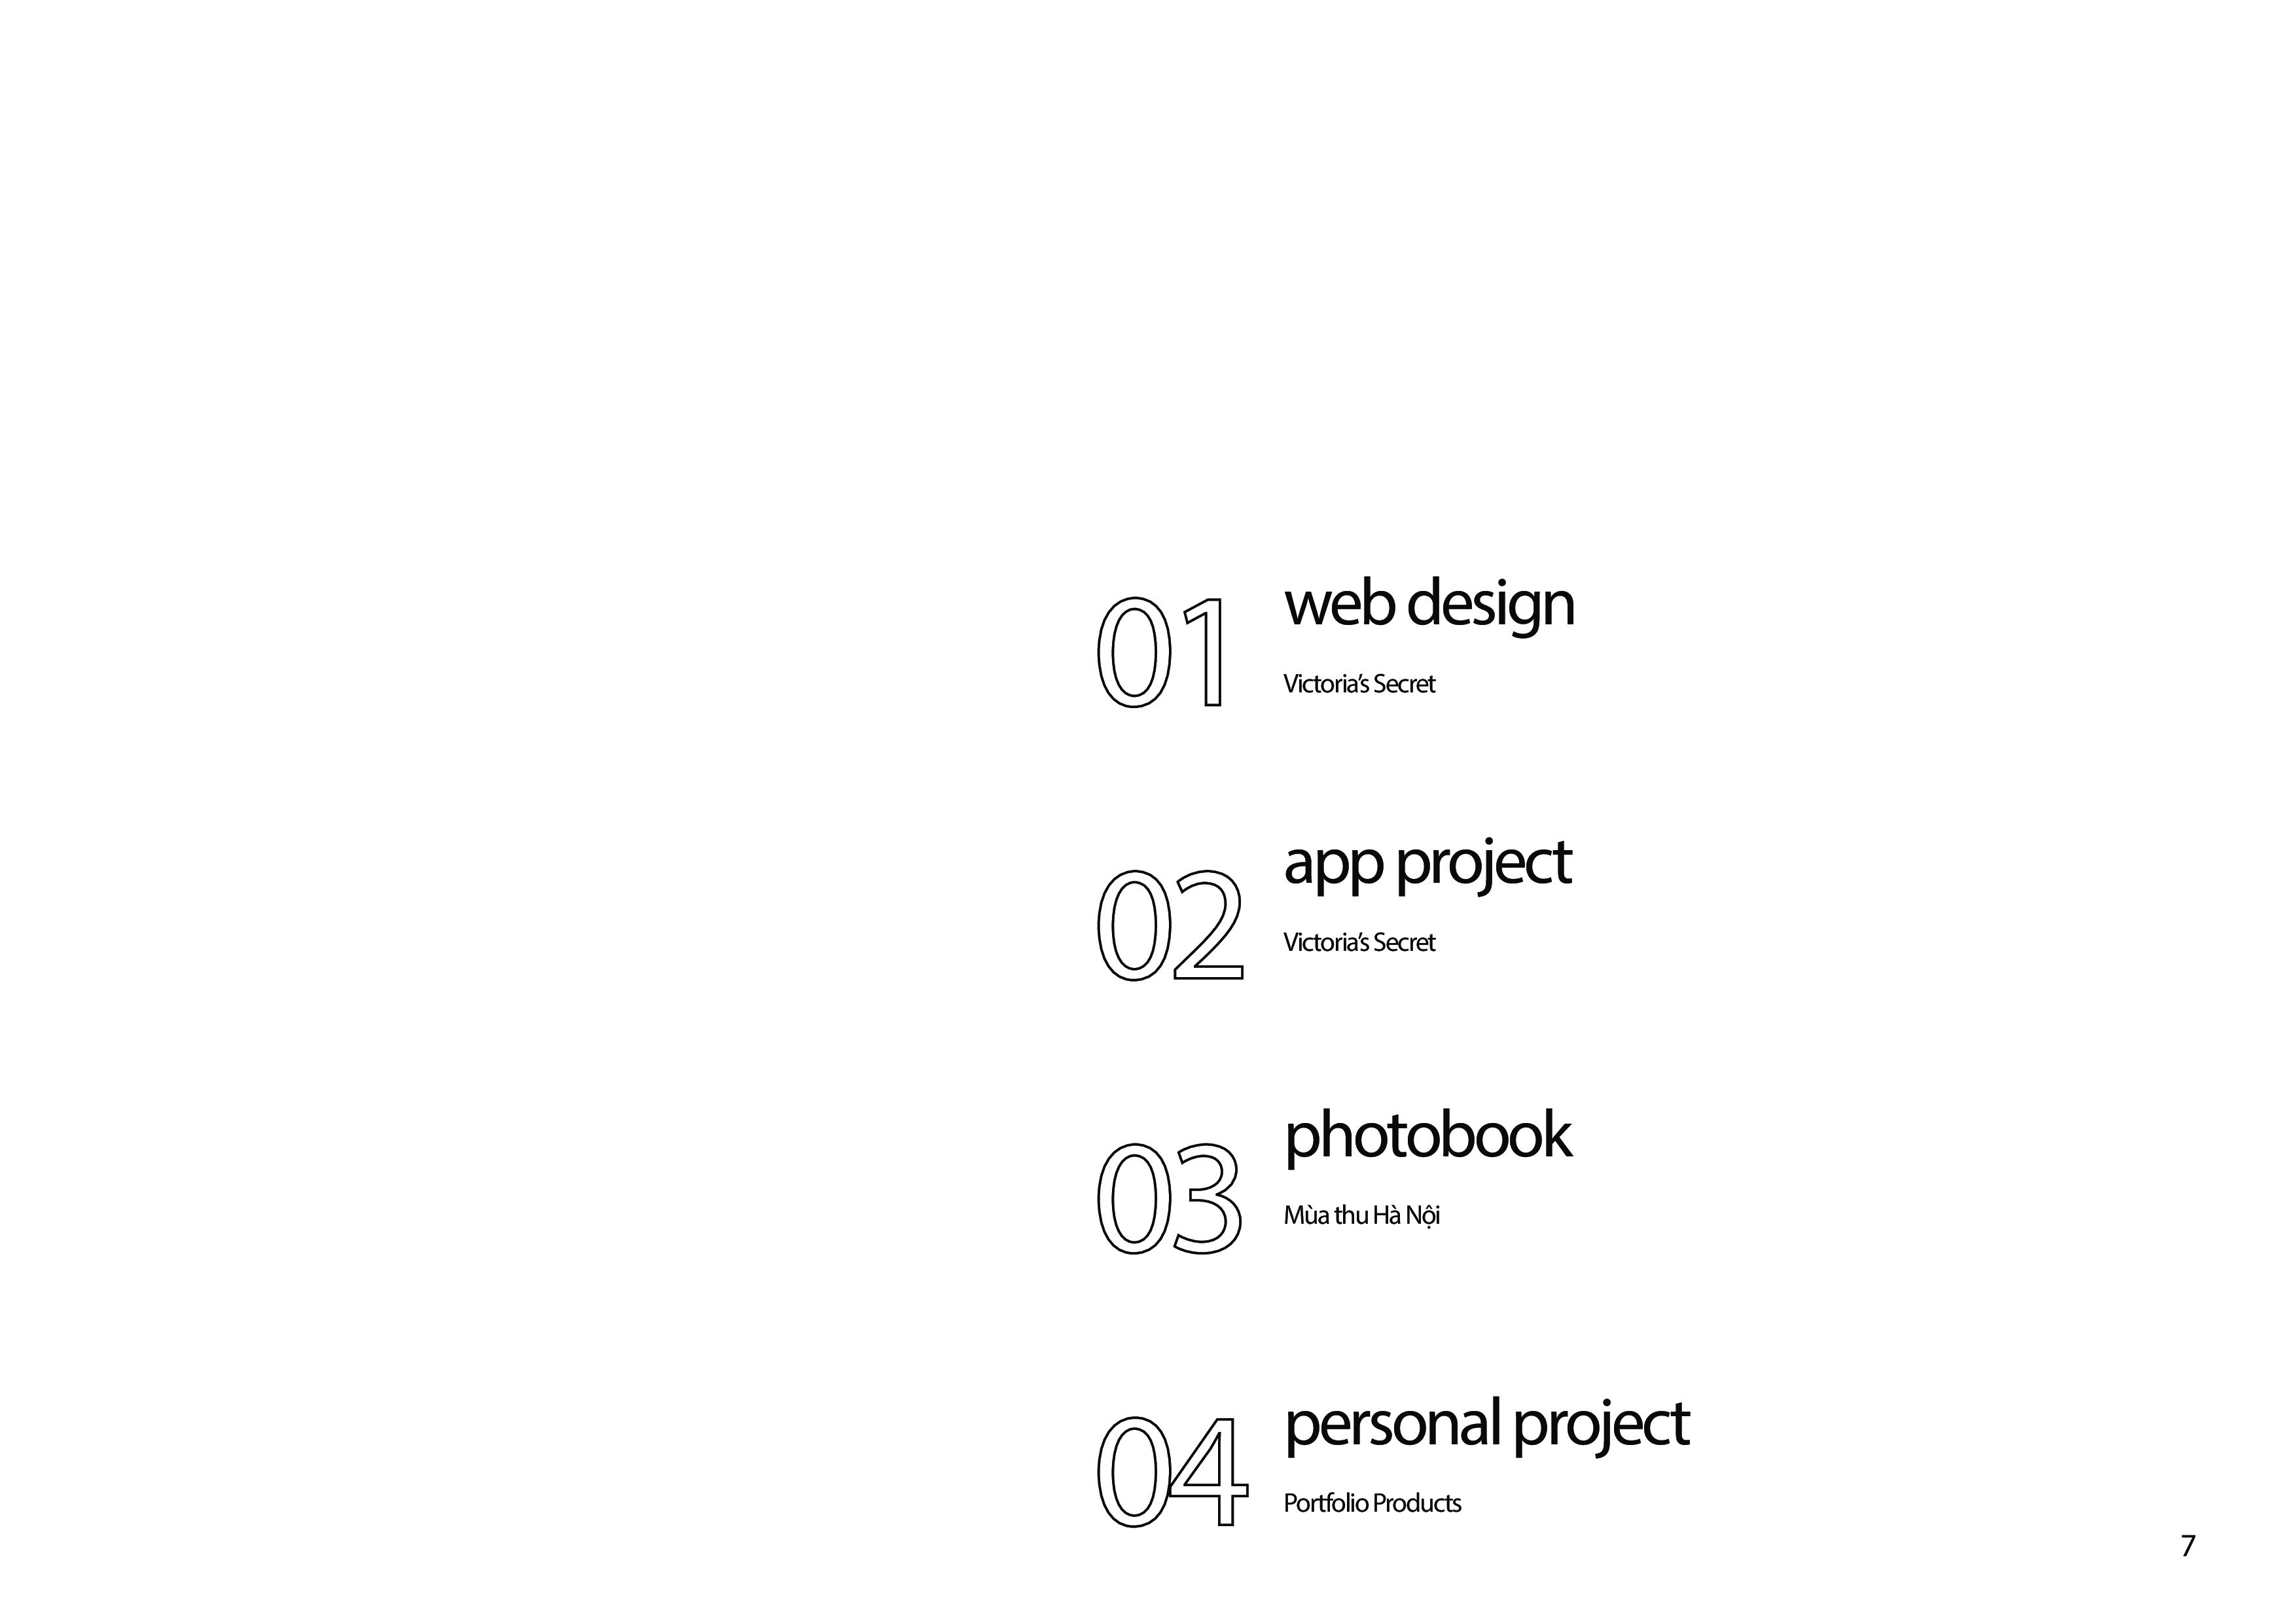 01
web design
Victoria’s Secret
02
app project
Victoria’s Secret
03
photobook
Mùa thu Hà Nội
04
personal project
Portfolio Products
7